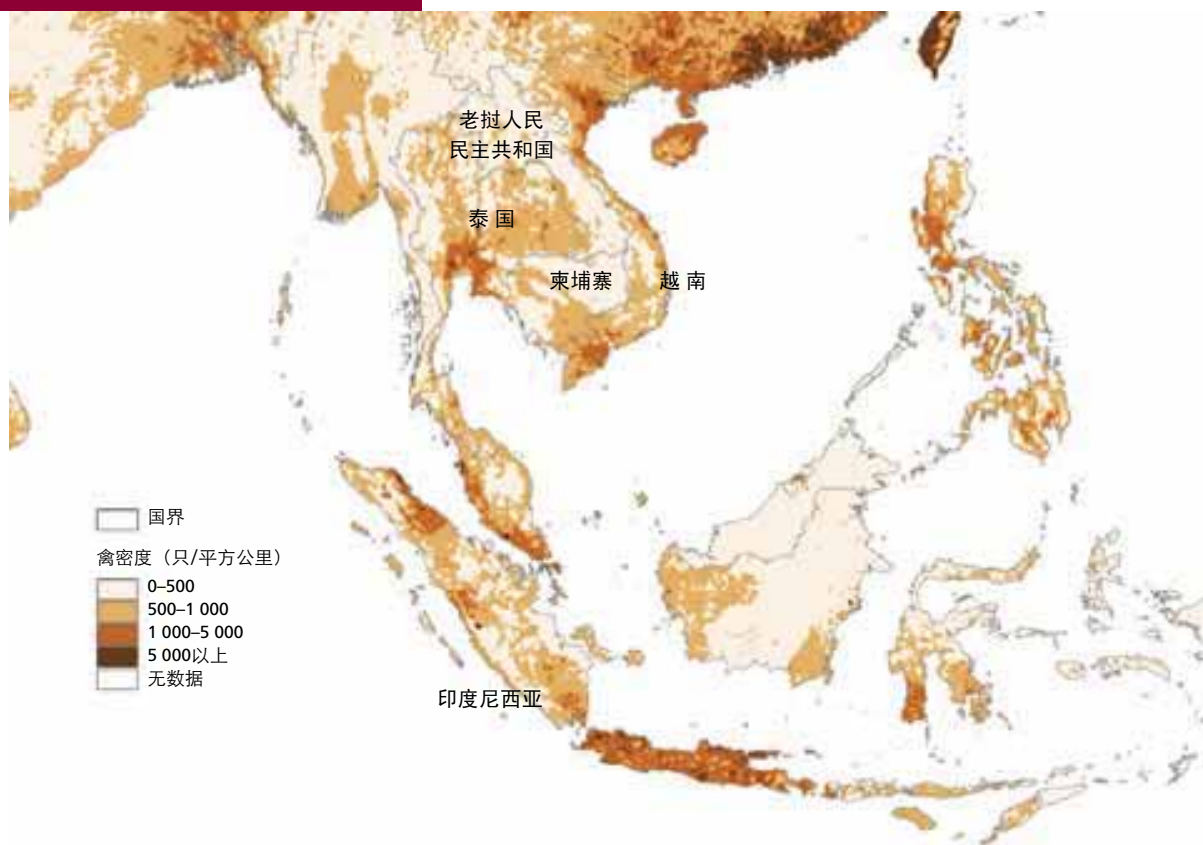 老挝人民
民主共和国
泰 国
柬埔寨
越 南
国界
禽密度（只/平方公里）
0–500
500–1 000
1 000–5 000
5 000以上
无数据
印度尼西亚